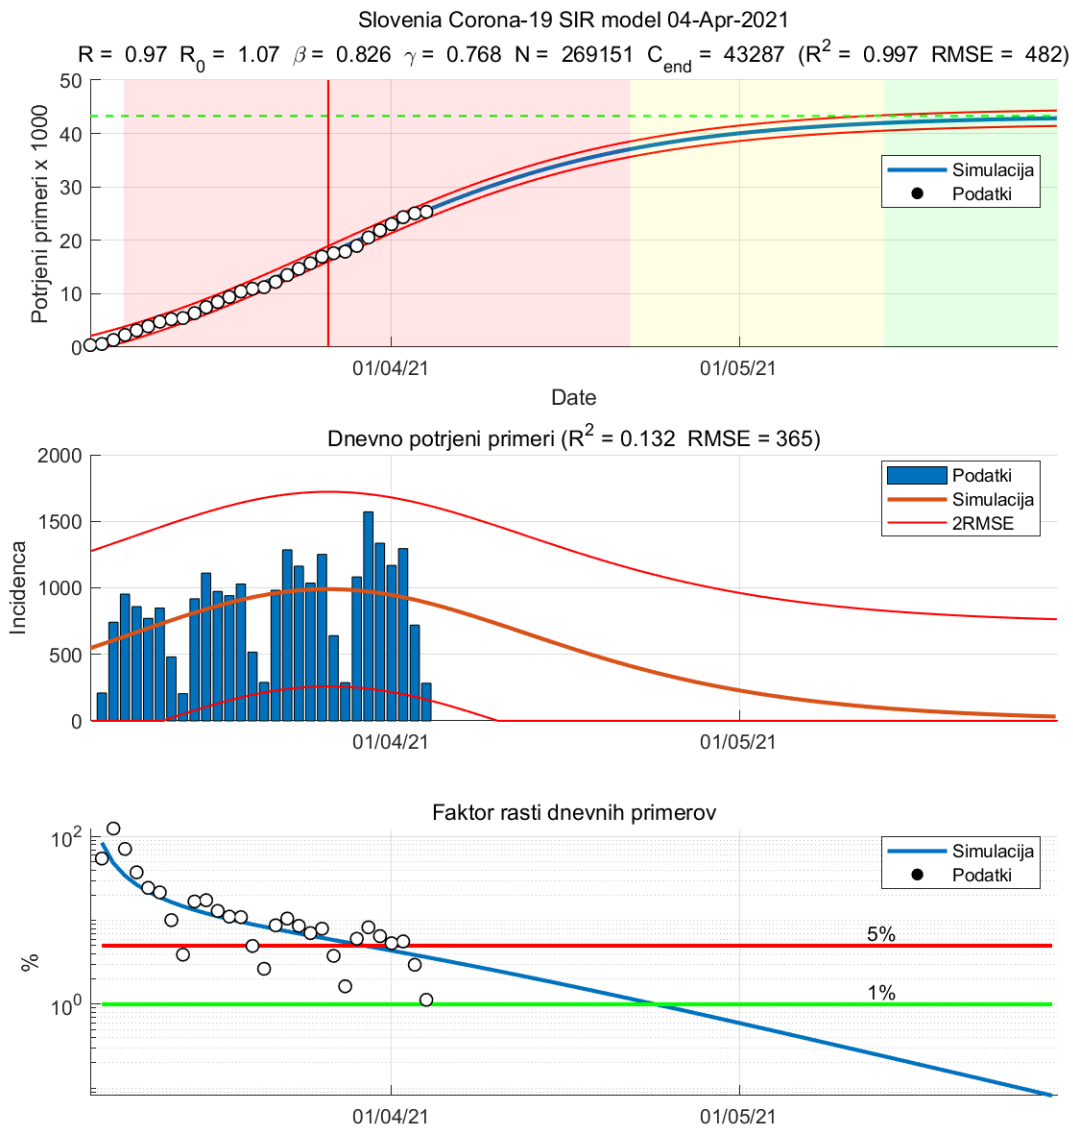 Slovenia Corona-19 SIR model 04-Apr-2021
R = 0.97 R0 = 1.07 β = 0.826 γ = 0.768 N = 269151 Cend = 43287 (R2 = 0.997 RMSE = 482)
50
40
30
20
10
0
Potrjeni primeri x 1000
Simulacija
Podatki
01/04/21
01/05/21
Date
Dnevno potrjeni primeri (R2 = 0.132 RMSE = 365)
2000
1500
1000
500
0
Incidenca
Podatki
Simulacija
2RMSE
01/04/21
01/05/21
Faktor rasti dnevnih primerov
10^2
10^0
%
Simulacija
Podatki
5%
1%
01/04/21
01/05/21